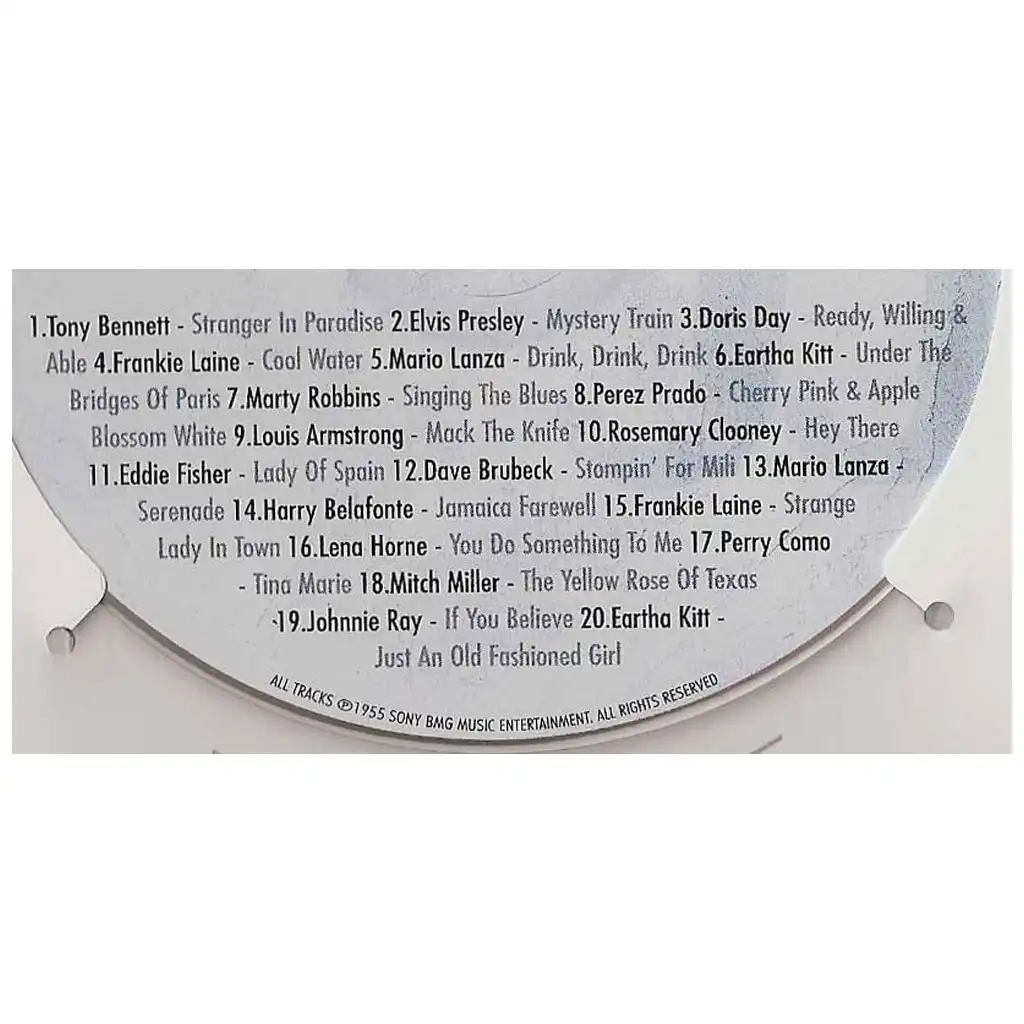 1.Tony Bennett - Stranger In Paradise 2.Elvis Presley - Mystery Train 3.Doris Day - Ready, Willing &
Able 4.Frankie Laine - Cool Water 5.Mario Lanza - Drink, Drink, Drink 6.Eartha Kitt - Under The
Bridges Of Paris 7.Marty Robbins - Singing The Blues 8.Perez Prado - Cherry Pink & Apple
Blossom White 9.Louis Armstrong - Mack The Knife 10.Rosemary Clooney - Hey There
11.Eddie Fisher - Lady Of Spain 12.Dave Brubeck - Stompin' For Mili 13.Mario Lanza -
Serenade 14.Harry Belafonte - Jamaica Farewell 15.Frankie Laine - Strange
Lady In Town 16.Lena Horne - You Do Something To Me 17.Perry Como
- Tina Marie 18.Mitch Miller - The Yellow Rose Of Texas
19.Johnnie Ray - If You Believe 20.Eartha Kitt -
Just An Old Fashioned Girl
ALL TRACKS ℗1955 SONY BMG MUSIC ENTERTAINMENT. ALL RIGHTS RESERVED